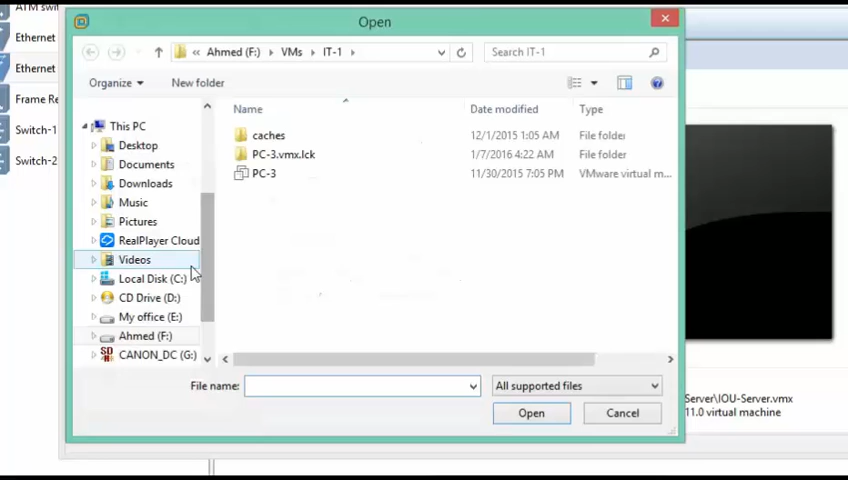 ATM swit
Open
Ethernet
« Ahmed (F:) VMs IT-1
Search IT-1
Ethernet
Organize
New folder
Frame Re
Name
Date modified
Type
This PC
Switch-1
caches
12/1/2015 1:05 AM
File folder
Desktop
Switch-2
PC-3.vmx.lck
1/7/2016 4:22 AM
File folder
Documents
PC-3
11/30/2015 7:05 PM
VMware virtual m...
Downloads
Music
Pictures
RealPlayer Cloud
Videos
Local Disk (C:)
CD Drive (D:)
My office (E:)
Ahmed (F:)
CANON_DC (G:)
File name:
All supported files
Server\IOU-Server.vmx
Open
Cancel
11.0 virtual machine